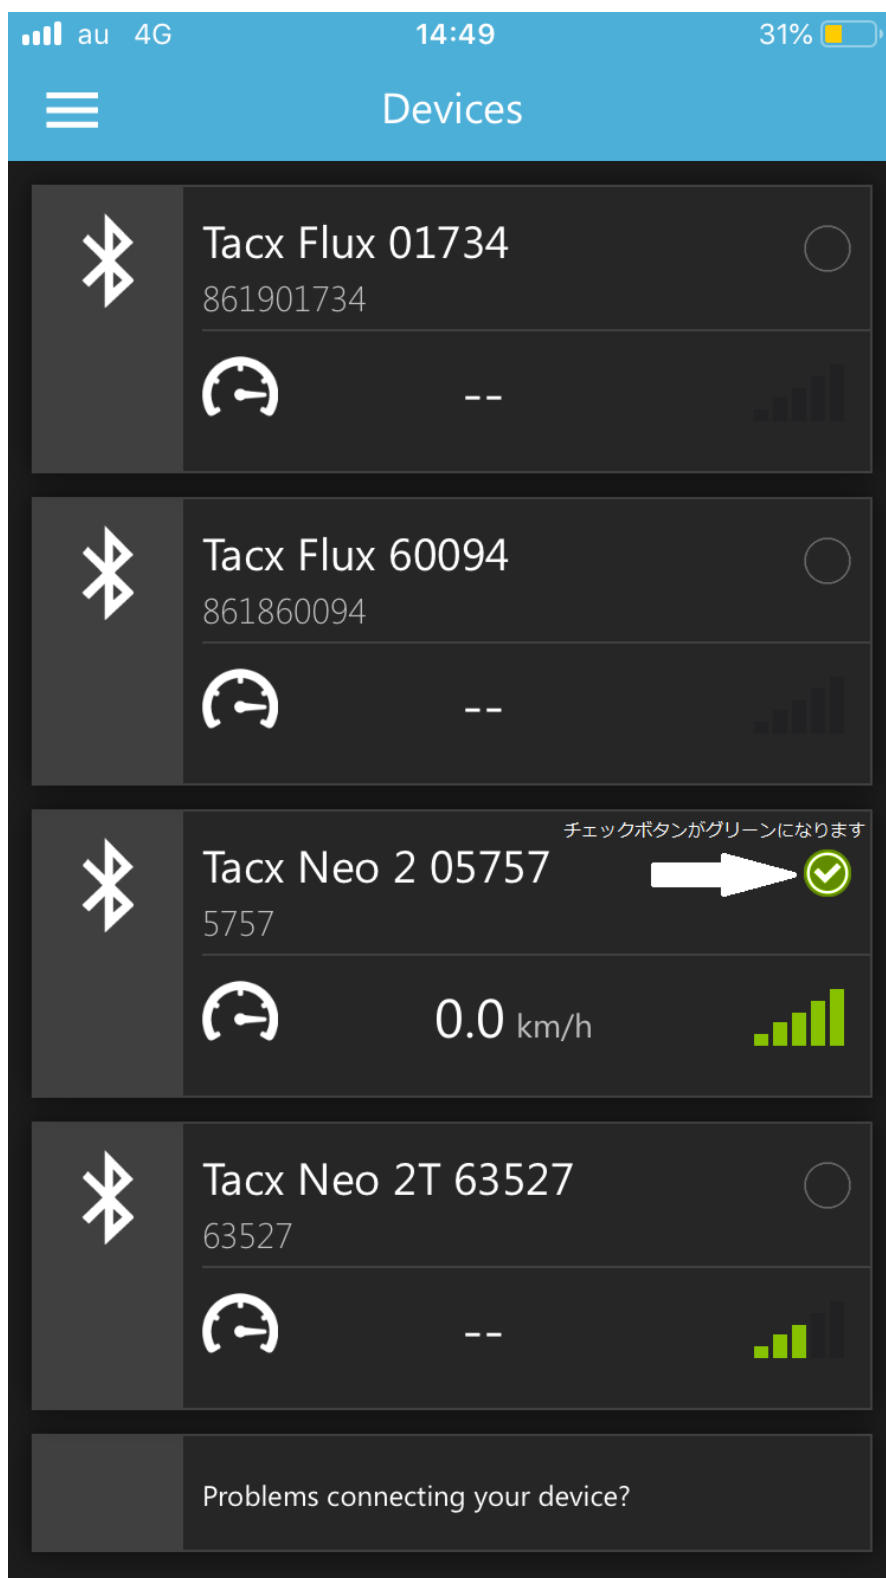 au 4G 14:49 31%
Devices
Tacx Flux 01734
861901734
--
Tacx Flux 60094
861860094
--
チェックボタンがグリーンになります
Tacx Neo 2 05757
5757
0.0 km/h
Tacx Neo 2T 63527
63527
--
Problems connecting your device?